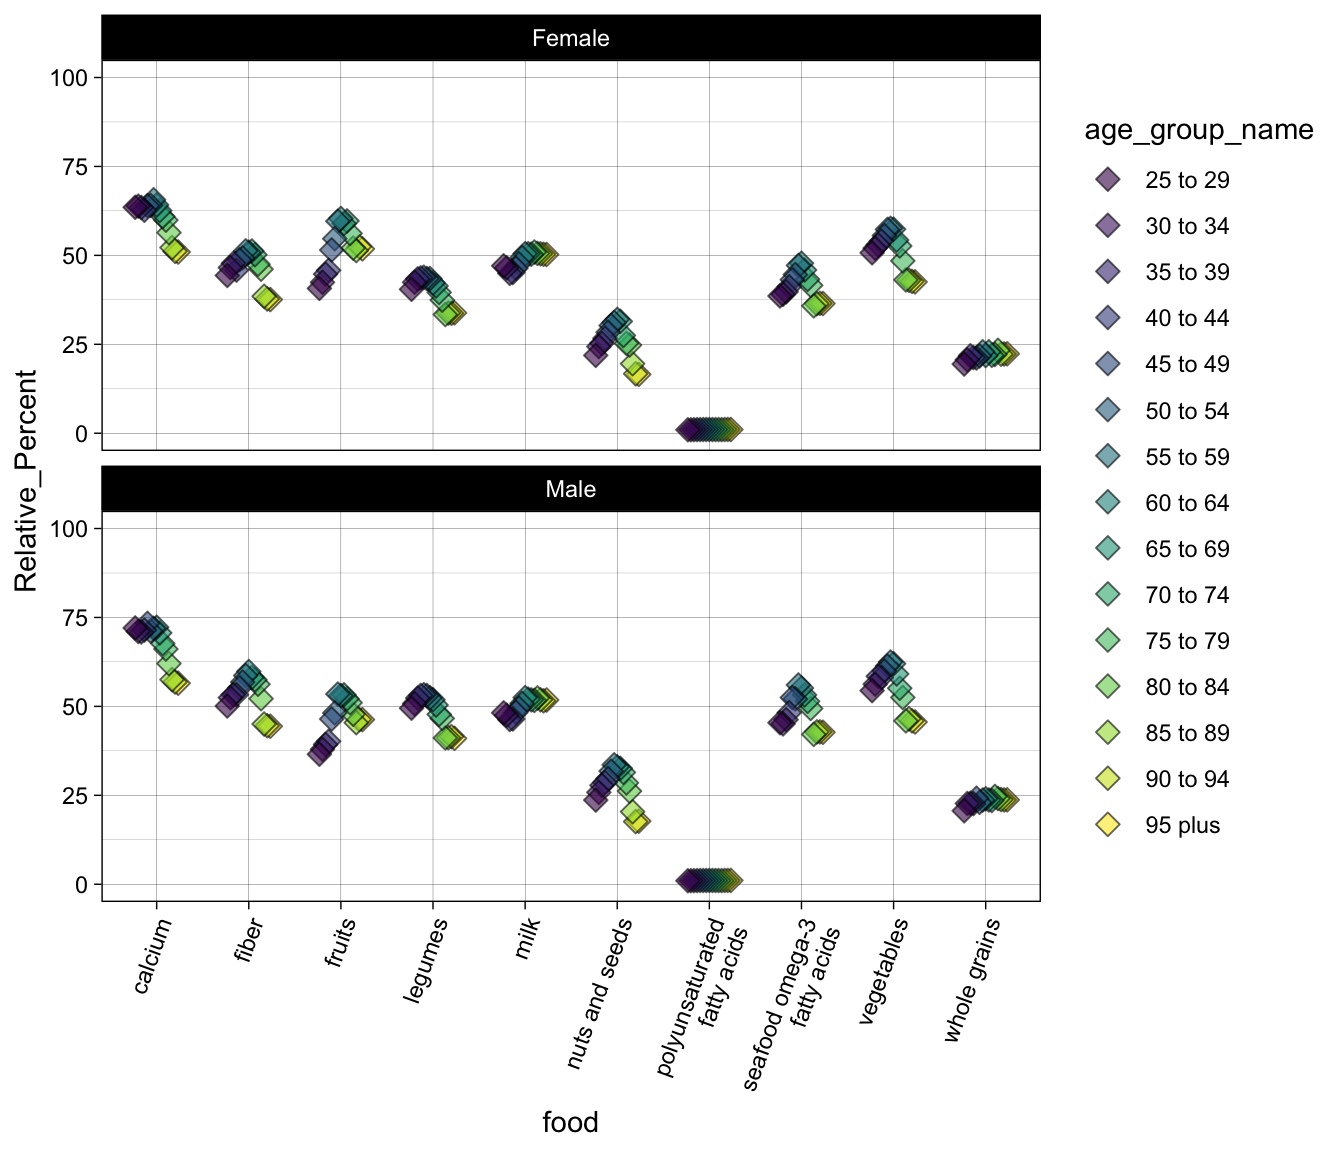 Female
100
75
50
25
0
Male
100
75
50
25
0
Relative_Percent
calcium
fiber
fruits
legumes
milk
nuts and seeds
polyunsaturated
fatty acids
seafood omega-3
fatty acids
vegetables
whole grains
food
age_group_name
25 to 29
30 to 34
35 to 39
40 to 44
45 to 49
50 to 54
55 to 59
60 to 64
65 to 69
70 to 74
75 to 79
80 to 84
85 to 89
90 to 94
95 plus